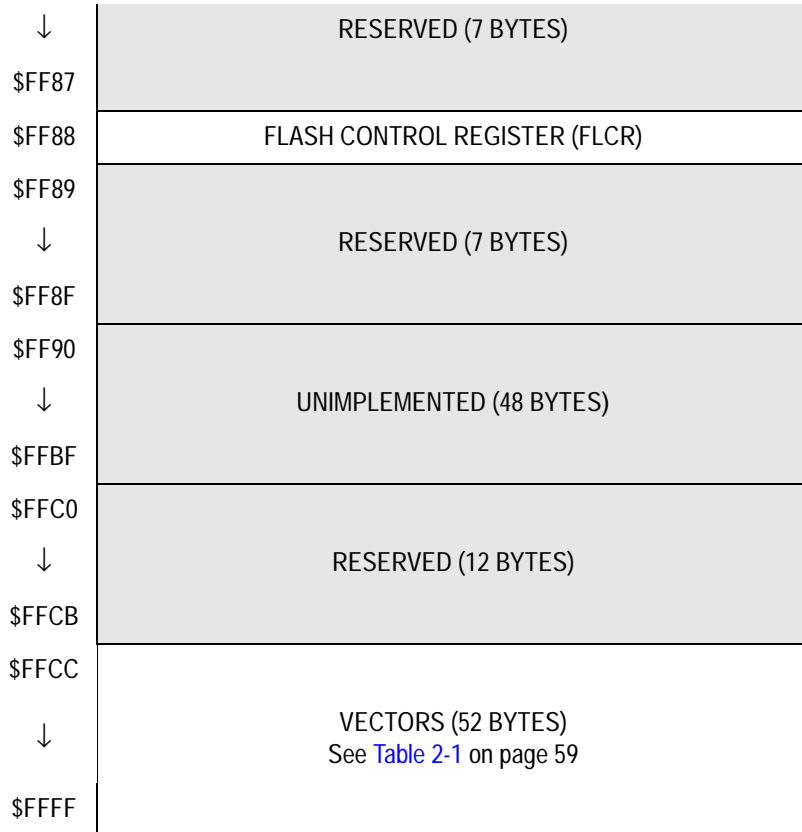 ↓ RESERVED (7 BYTES)
$FF87
$FF88 FLASH CONTROL REGISTER (FLCR)
$FF89
↓ RESERVED (7 BYTES)
$FF8F
$FF90
↓ UNIMPLEMENTED (48 BYTES)
$FFBF
$FFC0
↓ RESERVED (12 BYTES)
$FFCB
$FFCC
↓ VECTORS (52 BYTES)
See Table 2-1 on page 59
$FFFF